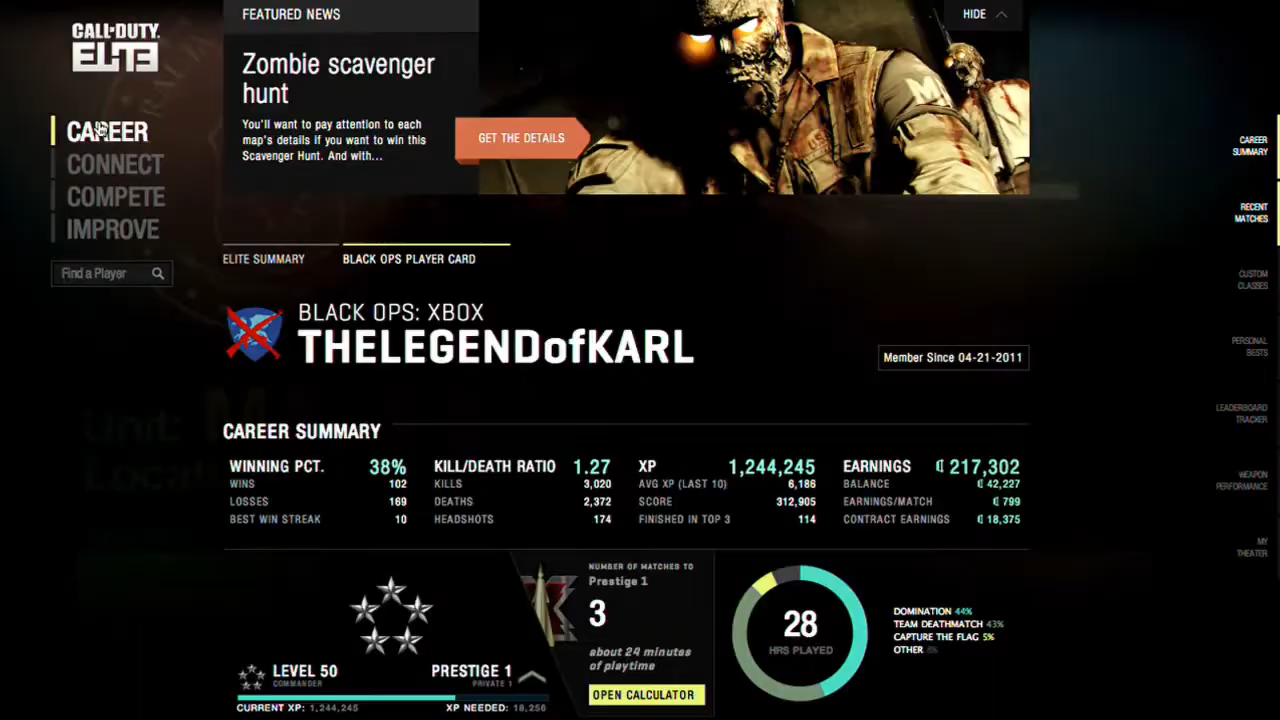 CALL OF DUTY
ELITE
CAREER
CONNECT
COMPETE
IMPROVE
Find a Player
FEATURED NEWS
HIDE
Zombie scavenger
hunt
You'll want to pay attention to each
map's details if you want to win this
Scavenger Hunt. And with...
GET THE DETAILS
ELITE SUMMARY
BLACK OPS PLAYER CARD
BLACK OPS: XBOX
THELEGENDofKARL
Member Since 04-21-2011
CAREER SUMMARY
WINNING PCT. 38%
WINS 102
LOSSES 169
BEST WIN STREAK 10
KILL/DEATH RATIO 1.27
KILLS 3,020
DEATHS 2,372
HEADSHOTS 174
XP 1,244,245
AVG XP (LAST 10) 6,186
SCORE 312,905
FINISHED IN TOP 3 114
EARNINGS 217,302
BALANCE 42,227
EARNINGS/MATCH 799
CONTRACT EARNINGS 18,375
LEVEL 50
COMMANDER
PRESTIGE 1
PRIVATE 1
CURRENT XP: 1,244,245
XP NEEDED: 18,256
NUMBER OF MATCHES TO
Prestige 1
3
about 24 minutes
of playtime
OPEN CALCULATOR
28
HRS PLAYED
DOMINATION 44%
TEAM DEATHMATCH 43%
CAPTURE THE FLAG 5%
OTHER
CAREER
SUMMARY
RECENT
MATCHES
CUSTOM
CLASSES
PERSONAL
BESTS
LEADERBOARD
TRACKER
WEAPON
PERFORMANCE
MY
THEATER